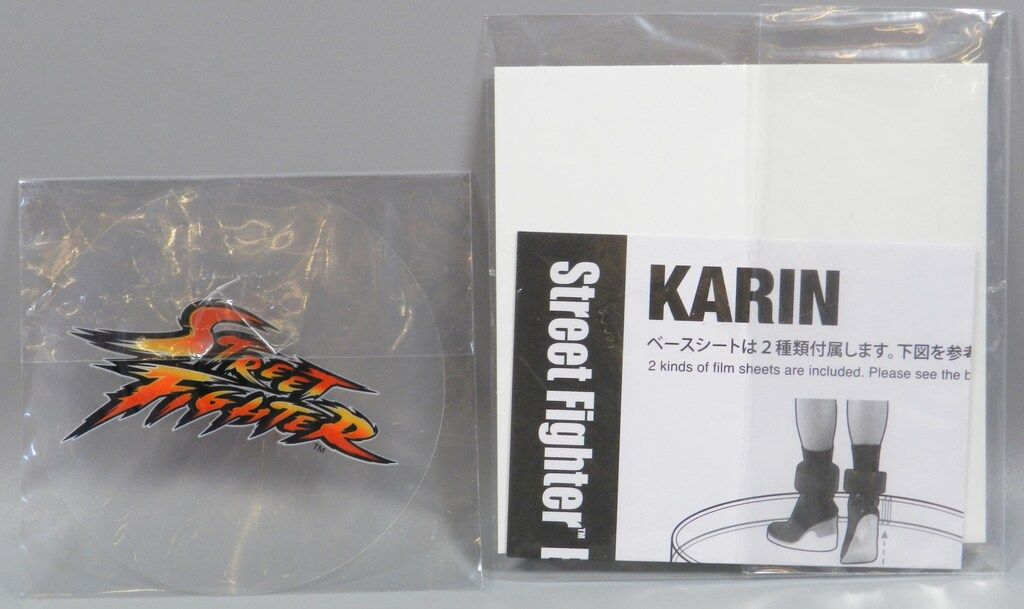 STREET
FIGHTER
TM
Street Fighter™
KARIN
ベースシートは2種類付属します。下図を参
2 kinds of film sheets are included. Please see the b